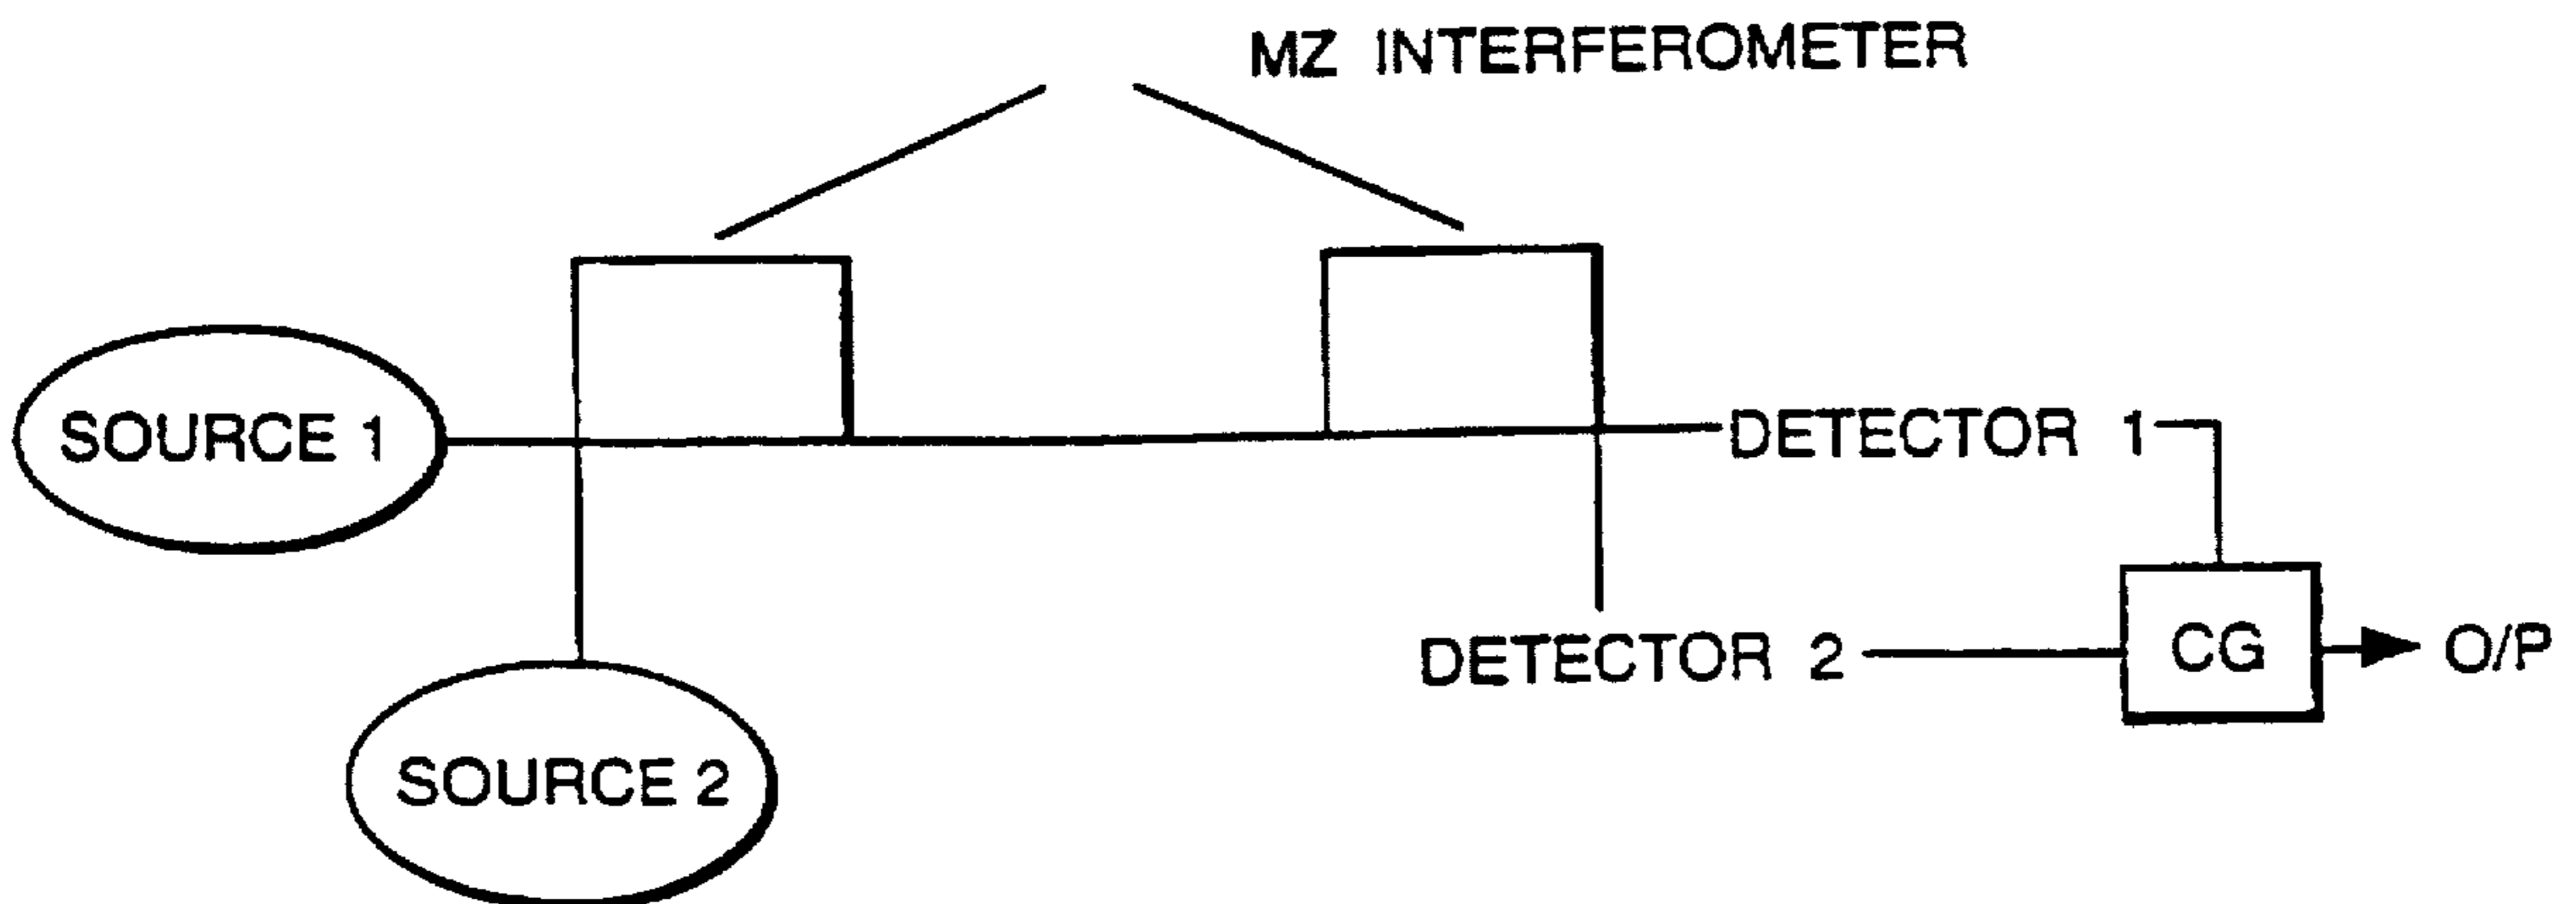 MZ INTERFEROMETER
SOURCE 1
DETECTOR 1
SOURCE 2
DETECTOR 2
CG
O/P